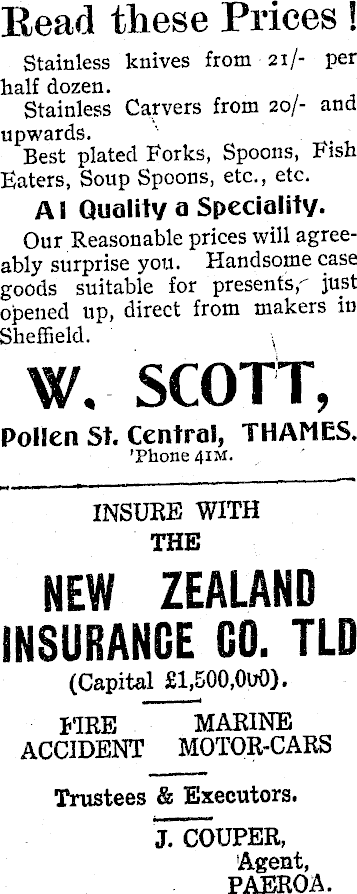 Read these Prices!
Stainless knives from 21/- per
half dozen.
Stainless Carvers from 20/- and
upwards.
Best plated Forks, Spoons, Fish
Eaters, Soup Spoons, etc., etc.
A1 Quality a Speciality.
Our Reasonable prices will agree-
ably surprise you. Handsome case
goods suitable for presents, just
opened up, direct from makers in
Sheffield.
W. SCOTT,
Pollen St. Central, THAMES.
'Phone 41M.
INSURE WITH
THE
NEW ZEALAND
INSURANCE CO. TLD
(Capital £1,500,000).
FIRE MARINE
ACCIDENT MOTOR-CARS
Trustees & Executors.
J. COUPER,
Agent,
PAEROA.